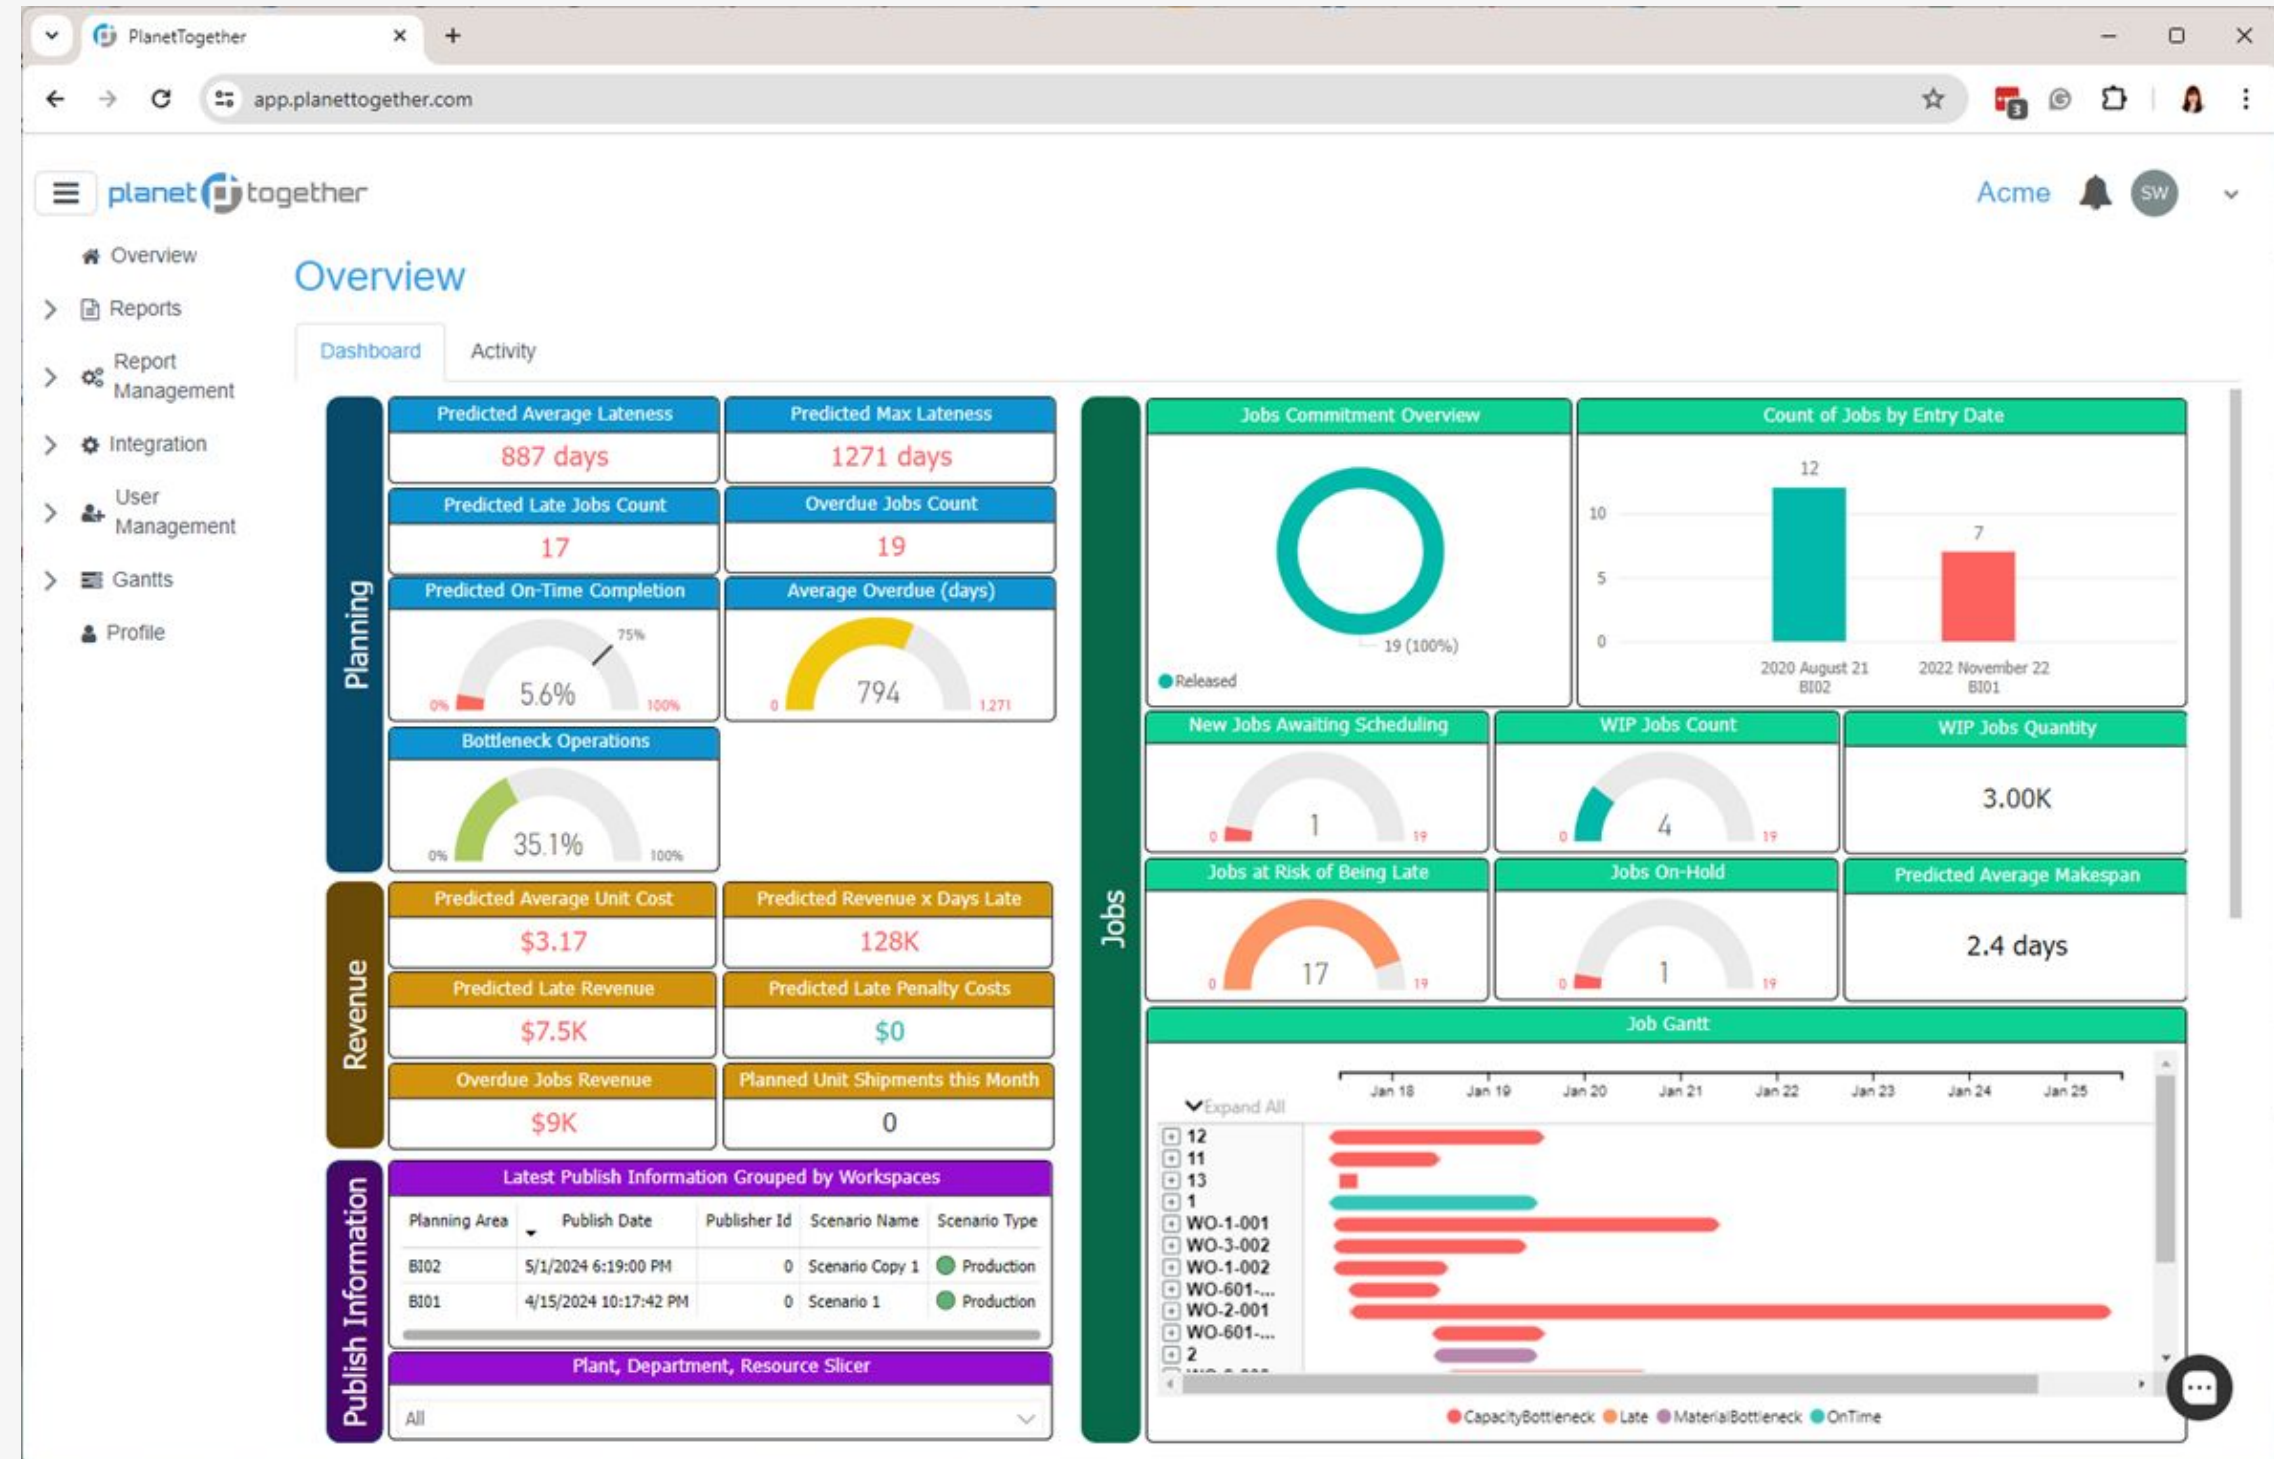 PlanetTogether
app.planettogether.com
3
planet together
Acme
SW
Overview
Reports
Report
Management
Integration
User
Management
Gantts
Profile
Overview
Dashboard
Activity
Planning
Predicted Average Lateness
887 days
Predicted Max Lateness
1271 days
Predicted Late Jobs Count
17
Overdue Jobs Count
19
Predicted On-Time Completion
75%
5.6%
0%
100%
Average Overdue (days)
794
0
1,271
Bottleneck Operations
35.1%
0%
100%
Revenue
Predicted Average Unit Cost
$3.17
Predicted Revenue x Days Late
128K
Predicted Late Revenue
$7.5K
Predicted Late Penalty Costs
$0
Overdue Jobs Revenue
$9K
Planned Unit Shipments this Month
0
Publish Information
Latest Publish Information Grouped by Workspaces
Planning Area Publish Date Publisher Id Scenario Name Scenario Type
BI02 5/1/2024 6:19:00 PM 0 Scenario Copy 1 Production
BI01 4/15/2024 10:17:42 PM 0 Scenario 1 Production
Plant, Department, Resource Slicer
All
Jobs
Jobs Commitment Overview
19 (100%)
Released
Count of Jobs by Entry Date
12
10
7
5
0
2020 August 21
BI02
2022 November 22
BI01
New Jobs Awaiting Scheduling
1
0
19
WIP Jobs Count
4
0
19
WIP Jobs Quantity
3.00K
Jobs at Risk of Being Late
17
0
19
Jobs On-Hold
1
0
19
Predicted Average Makespan
2.4 days
Job Gantt
Jan 18 Jan 19 Jan 20 Jan 21 Jan 22 Jan 23 Jan 24 Jan 25
Expand All
12
11
13
1
WO-1-001
WO-3-002
WO-1-002
WO-601-...
WO-2-001
WO-601-...
2
CapacityBottleneck Late MaterialBottleneck OnTime